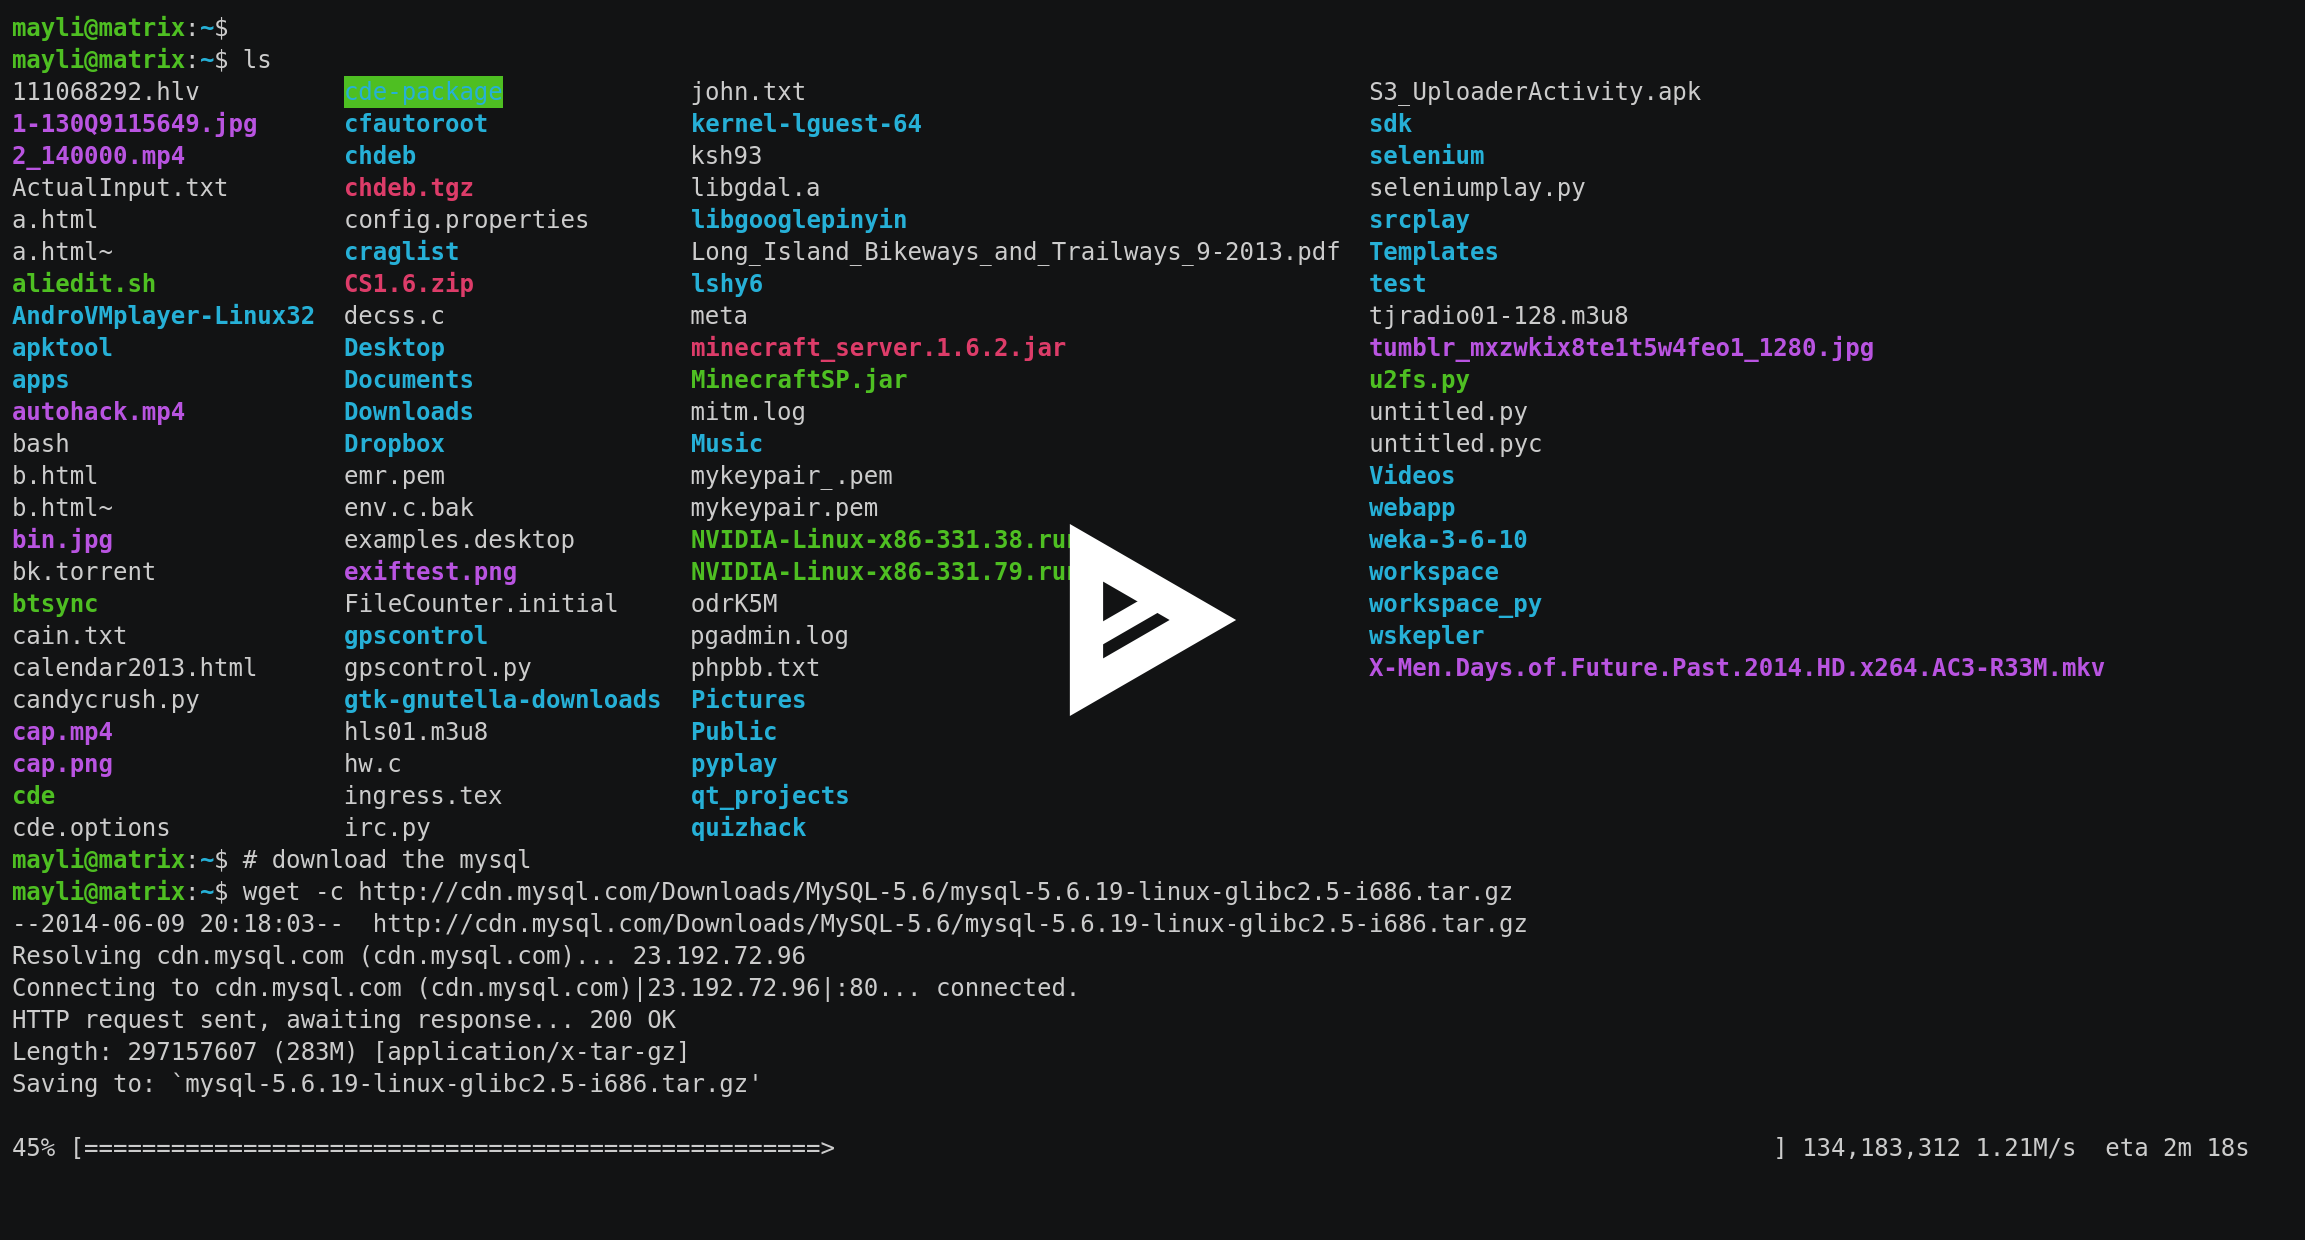 mayli@matrix:~$
mayli@matrix:~$ ls
111068292.hlv cde-package john.txt S3_UploaderActivity.apk
1-130Q9115649.jpg cfautoroot kernel-lguest-64 sdk
2_140000.mp4 chdeb ksh93 selenium
ActualInput.txt chdeb.tgz libgdal.a seleniumplay.py
a.html config.properties libgooglepinyin srcplay
a.html~ craglist Long_Island_Bikeways_and_Trailways_9-2013.pdf Templates
aliedit.sh CS1.6.zip lshy6 test
AndroVMplayer-Linux32 decss.c meta tjradio01-128.m3u8
apktool Desktop minecraft_server.1.6.2.jar tumblr_mxzwkix8te1t5w4feo1_1280.jpg
apps Documents MinecraftSP.jar u2fs.py
autohack.mp4 Downloads mitm.log untitled.py
bash Dropbox Music untitled.pyc
b.html emr.pem mykeypair_.pem Videos
b.html~ env.c.bak mykeypair.pem webapp
bin.jpg examples.desktop NVIDIA-Linux-x86-331.38.run weka-3-6-10
bk.torrent exiftest.png NVIDIA-Linux-x86-331.79.run workspace
btsync FileCounter.initial odrK5M workspace_py
cain.txt gpscontrol pgadmin.log wskepler
calendar2013.html gpscontrol.py phpbb.txt X-Men.Days.of.Future.Past.2014.HD.x264.AC3-R33M.mkv
candycrush.py gtk-gnutella-downloads Pictures
cap.mp4 hls01.m3u8 Public
cap.png hw.c pyplay
cde ingress.tex qt_projects
cde.options irc.py quizhack
mayli@matrix:~$ # download the mysql
mayli@matrix:~$ wget -c http://cdn.mysql.com/Downloads/MySQL-5.6/mysql-5.6.19-linux-glibc2.5-i686.tar.gz
--2014-06-09 20:18:03--  http://cdn.mysql.com/Downloads/MySQL-5.6/mysql-5.6.19-linux-glibc2.5-i686.tar.gz
Resolving cdn.mysql.com (cdn.mysql.com)... 23.192.72.96
Connecting to cdn.mysql.com (cdn.mysql.com)|23.192.72.96|:80... connected.
HTTP request sent, awaiting response... 200 OK
Length: 297157607 (283M) [application/x-tar-gz]
Saving to: `mysql-5.6.19-linux-glibc2.5-i686.tar.gz'
45% [===================================================> ] 134,183,312 1.21M/s  eta 2m 18s